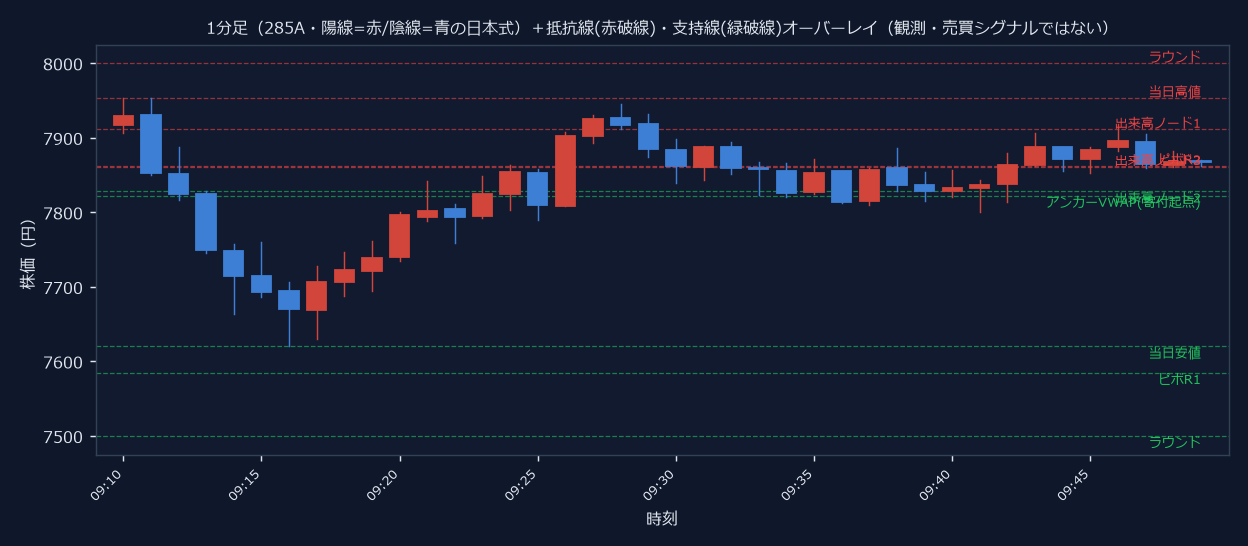 1分足（285A・陽線=赤/陰線=青の日本式）＋抵抗線(赤破線)・支持線(緑破線)オーバーレイ（観測・売買シグナルではない）
8000
7900
7800
7700
7600
7500
株価（円）
ラウンド
当日高値
出来高ノード1
アンカーVWAP(寄付起点)
当日安値
ピボR1
ラウンド
09:10
09:15
09:20
09:25
09:30
09:35
09:40
09:45
時刻